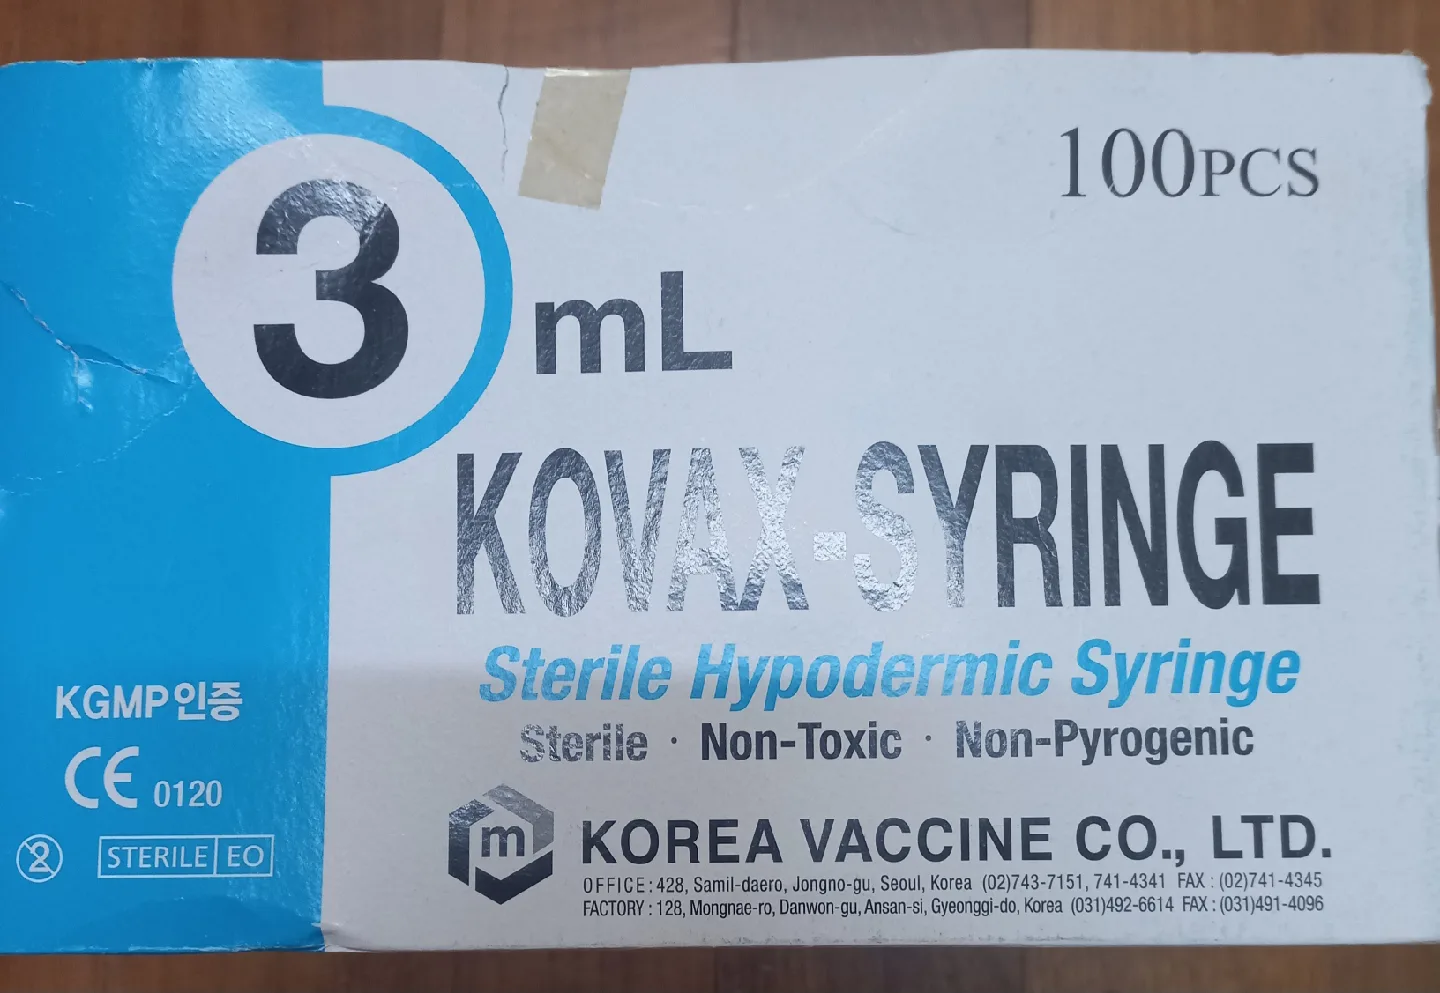 100PCS
3 mL
KOVAX-SYRINGE
Sterile Hypodermic Syringe
Sterile · Non-Toxic · Non-Pyrogenic
KGMP인증
CE 0120
2
STERILE EO
m
KOREA VACCINE CO., LTD.
OFFICE : 428, Samil-daero, Jongno-gu, Seoul, Korea (02)743-7151, 741-4341 FAX : (02)741-4345
FACTORY : 128, Mongnae-ro, Danwon-gu, Ansan-si, Gyeonggi-do, Korea (031)492-6614 FAX : (031)491-4096